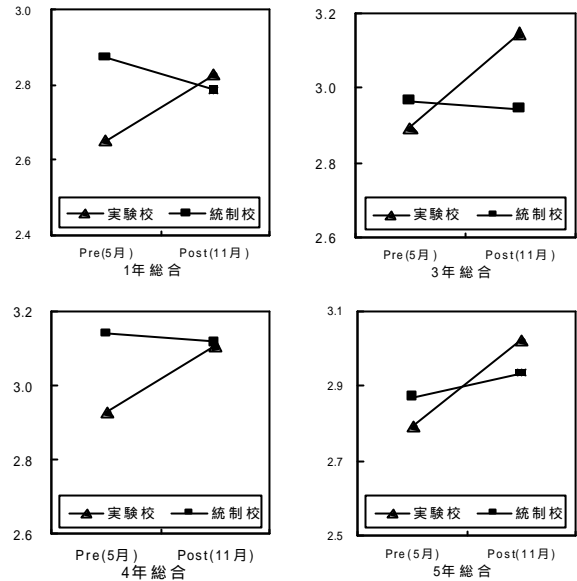 3.0
2.8
2.6
2.4
実験校 統制校
Pre(5月) Post(11月)
1年総合
3.2
3.0
2.8
2.6
実験校 統制校
Pre(5月) Post(11月)
3年総合
3.2
3.0
2.8
2.6
実験校 統制校
Pre(5月) Post(11月)
4年総合
3.1
2.9
2.7
2.5
実験校 統制校
Pre(5月) Post(11月)
5年総合